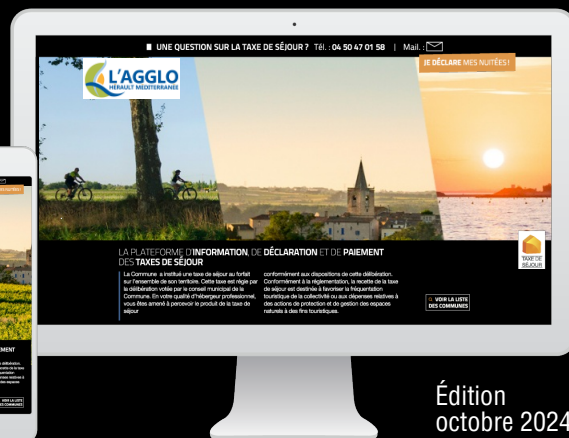 UNE QUESTION SUR LA TAXE DE SÉJOUR ? Tél. : 04 50 47 01 58 | Mail. :
JE DÉCLARE MES NUITÉES !
L'AGGLO
HÉRAULT MÉDITERRANÉE
LA PLATEFORME D'INFORMATION, DE DÉCLARATION ET DE PAIEMENT
DES TAXES DE SÉJOUR
La Commune a institué une taxe de séjour au forfait
sur l'ensemble de son territoire. Cette taxe est régie par
la délibération votée par le conseil municipal de la
Commune. En votre qualité d'hébergeur professionnel,
vous êtes amené à percevoir le produit de la taxe de
séjour
conformément aux dispositions de cette délibération.
Conformément à la réglementation, la recette de la taxe
de séjour est destinée à favoriser la fréquentation
touristique de la collectivité ou aux dépenses relatives à
des actions de protection et de gestion des espaces
naturels à des fins touristiques.
TAXE DE
SÉJOUR
VOIR LA LISTE
DES COMMUNES
EMENT
VOIR LA LISTE
DES COMMUNES
Édition
octobre 2024